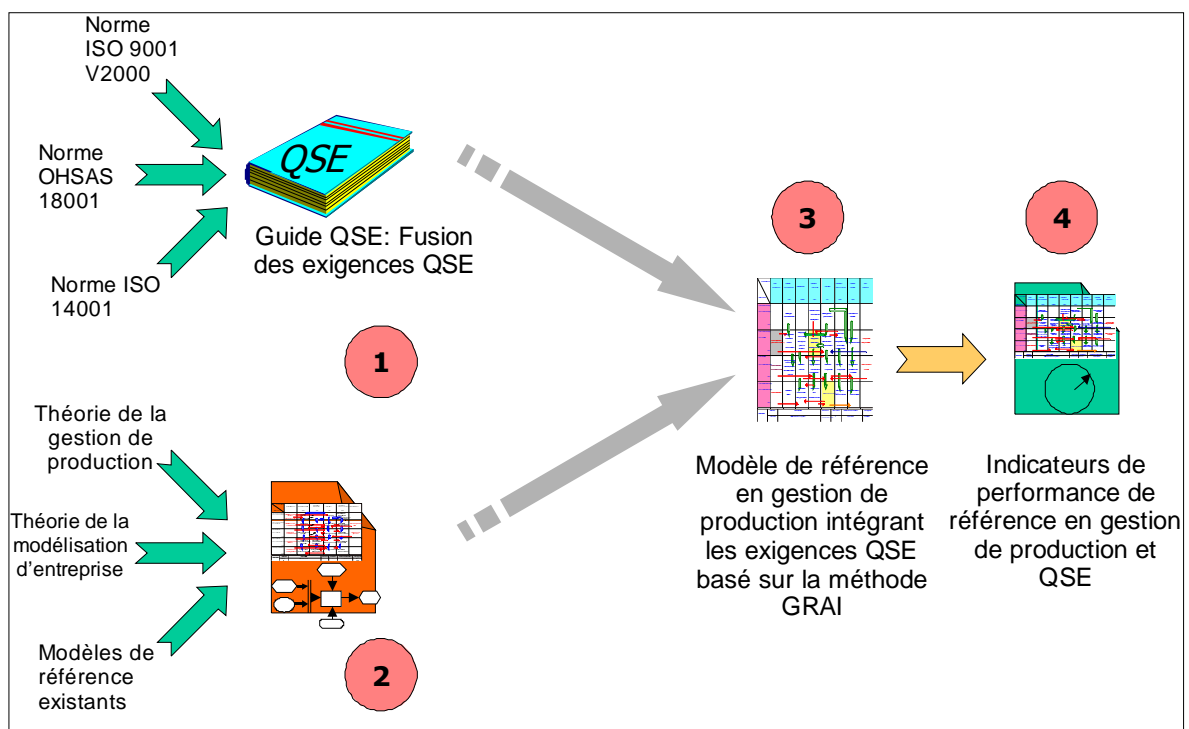 Norme
ISO 9001
V2000
Norme
OHSAS
18001
Norme ISO
14001
QSE
Guide QSE: Fusion
des exigences QSE
1
Théorie de la
gestion de
production
Théorie de la
modélisation
d'entreprise
Modèles de
référence
existants
2
3
Modèle de référence
en gestion de
production intégrant
les exigences QSE
basé sur la méthode
GRAI
4
Indicateurs de
performance de
référence en gestion
de production et
QSE